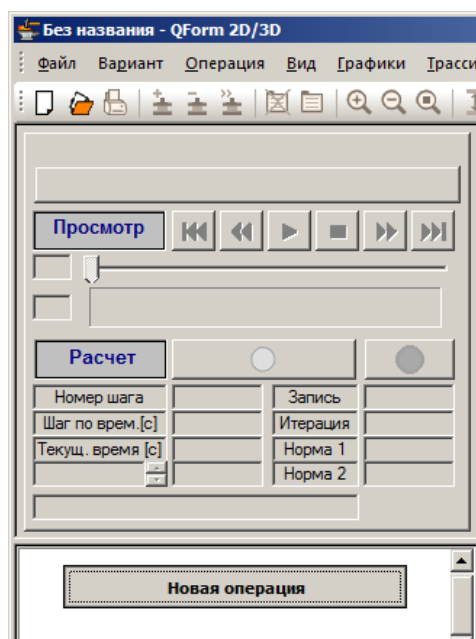 Без названия - QForm 2D/3D
Файл Вариант Операция Вид Графики
Просмотр
Расчет
Номер шага Запись
Шаг по врем.[с] Итерация
Текущ. время [с] Норма 1
Норма 2
Новая операция